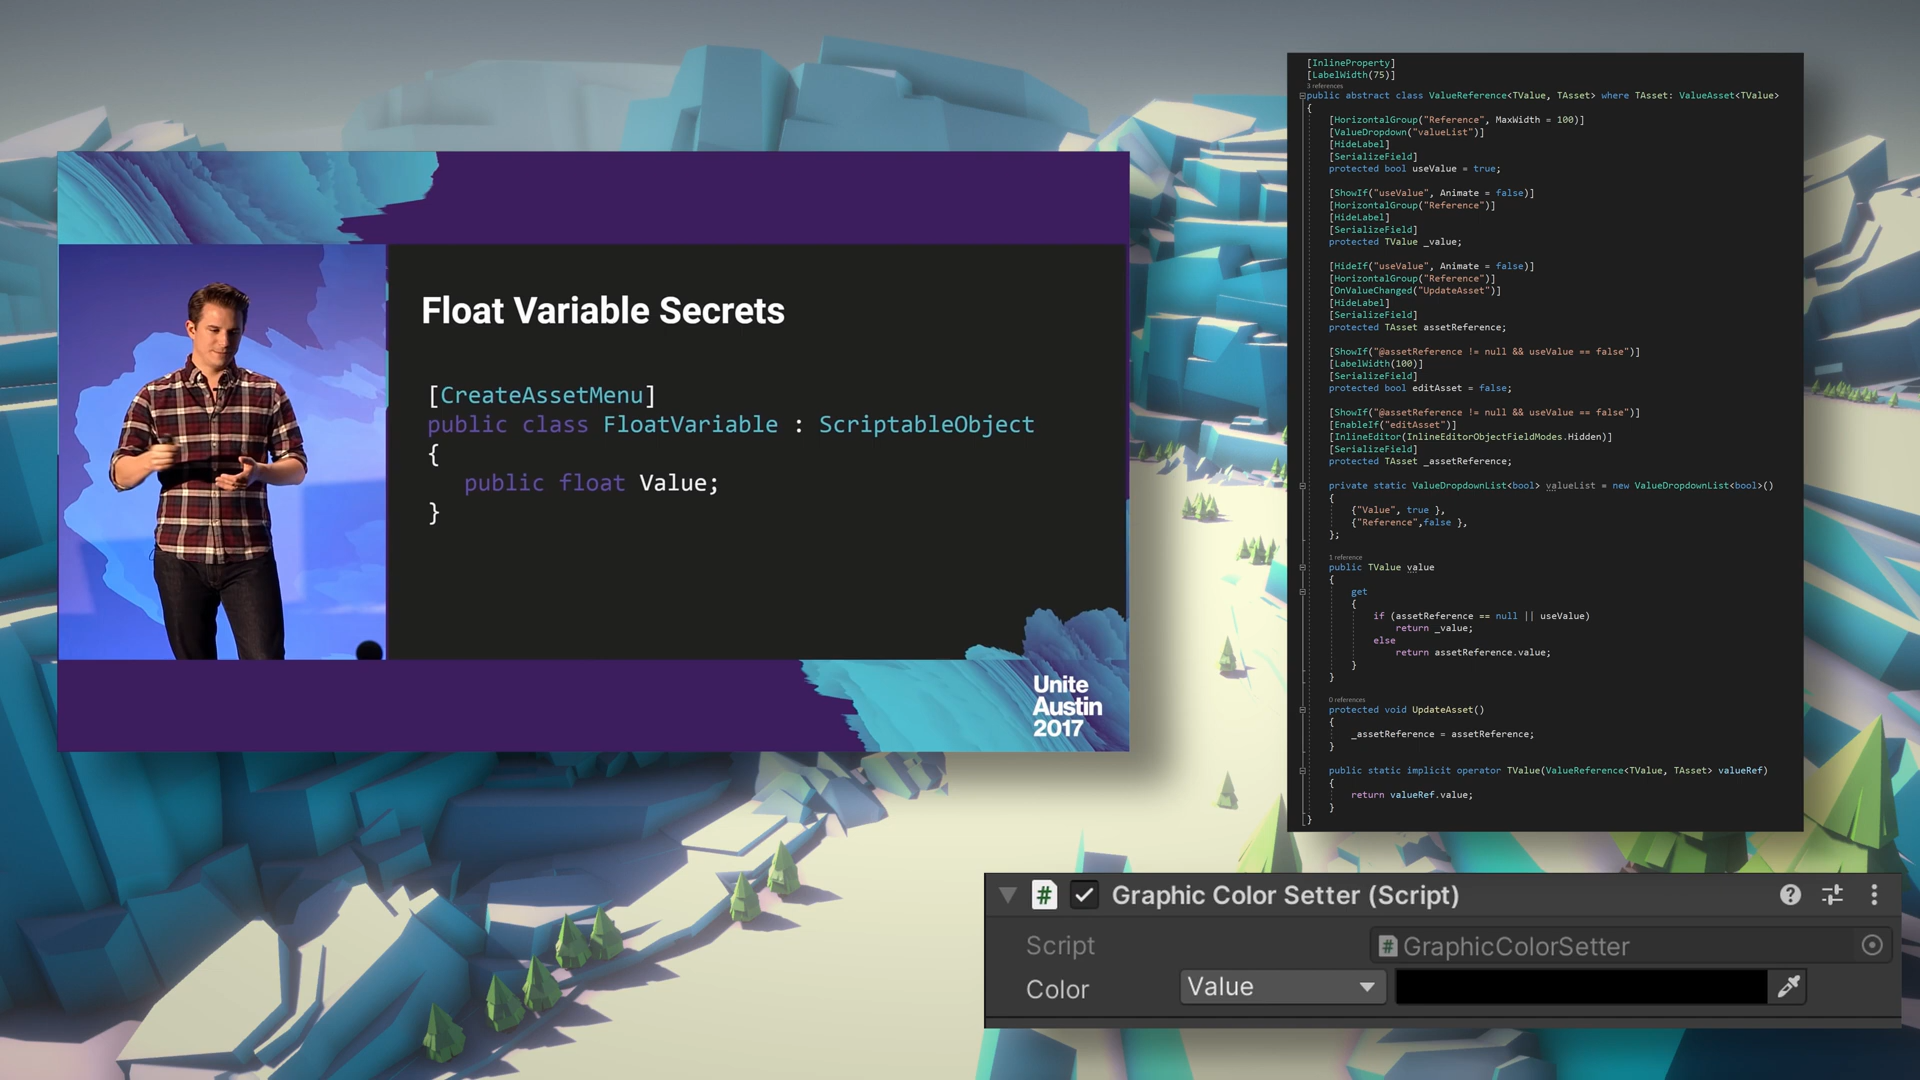 Float Variable Secrets
[CreateAssetMenu]
public class FloatVariable : ScriptableObject
{
public float Value;
}
Unite
Austin
2017
[InlineProperty]
[LabelWidth(75)]
3 references
public abstract class ValueReference<TValue, TAsset> where TAsset: ValueAsset<TValue>
{
[HorizontalGroup("Reference", MaxWidth = 100)]
[ValueDropdown("valueList")]
[HideLabel]
[SerializeField]
protected bool useValue = true;
[ShowIf("useValue", Animate = false)]
[HorizontalGroup("Reference")]
[HideLabel]
[SerializeField]
protected TValue _value;
[HideIf("useValue", Animate = false)]
[HorizontalGroup("Reference")]
[OnValueChanged("UpdateAsset")]
[HideLabel]
[SerializeField]
protected TAsset assetReference;
[ShowIf("@assetReference != null && useValue == false")]
[LabelWidth(100)]
[SerializeField]
protected bool editAsset = false;
[ShowIf("@assetReference != null && useValue == false")]
[EnableIf("editAsset")]
[InlineEditor(InlineEditorObjectFieldModes.Hidden)]
[SerializeField]
protected TAsset _assetReference;
private static ValueDropdownList<bool> valueList = new ValueDropdownList<bool>()
{
{"Value", true },
{"Reference",false },
};
1 reference
public TValue value
{
get
{
if (assetReference == null || useValue)
return _value;
else
return assetReference.value;
}
}
0 references
protected void UpdateAsset()
{
_assetReference = assetReference;
}
public static implicit operator TValue(ValueReference<TValue, TAsset> valueRef)
{
return valueRef.value;
}
}
# Graphic Color Setter (Script)
Script # GraphicColorSetter
Color Value